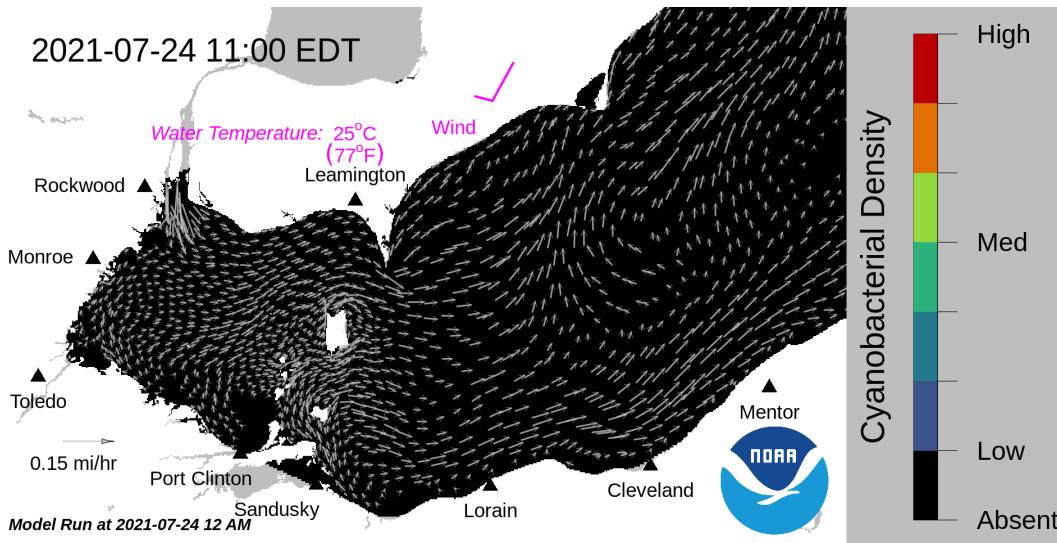 2021-07-24 11:00 EDT
Water Temperature: 25°C
(77°F)
Wind
Leamington
Rockwood
Monroe
Toledo
0.15 mi/hr
Port Clinton
Sandusky
Lorain
Cleveland
Mentor
NOAA
Model Run at 2021-07-24 12 AM
Cyanobacterial Density
High
Med
Low
Absent